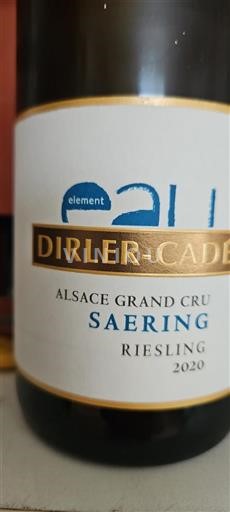 element
eau
DIRLER-CADÉ
ALSACE GRAND CRU
SAERING
RIESLING
2020